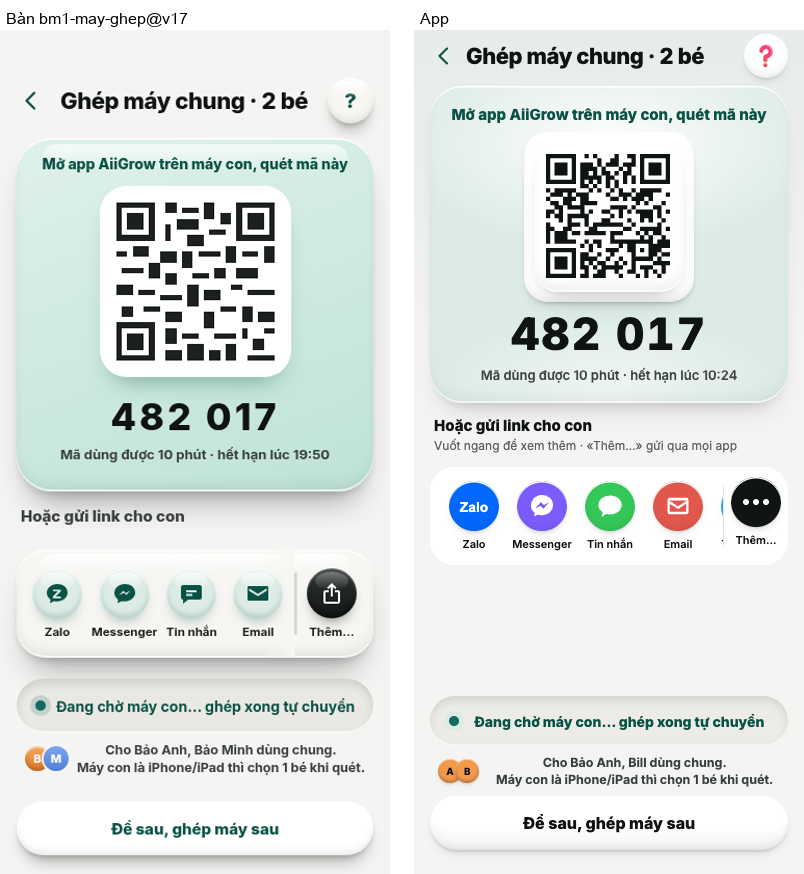 Bản bm1-may-ghep@v17
Ghép máy chung · 2 bé
?
Mở app AiiGrow trên máy con, quét mã này
482 017
Mã dùng được 10 phút · hết hạn lúc 19:50
Hoặc gửi link cho con
Z
Zalo
Messenger
Tin nhắn
Email
Thêm...
Đang chờ máy con... ghép xong tự chuyển
B M
Cho Bảo Anh, Bảo Minh dùng chung.
Máy con là iPhone/iPad thì chọn 1 bé khi quét.
Để sau, ghép máy sau
App
Ghép máy chung · 2 bé
?
Mở app AiiGrow trên máy con, quét mã này
482 017
Mã dùng được 10 phút · hết hạn lúc 10:24
Hoặc gửi link cho con
Vuốt ngang để xem thêm · «Thêm...» gửi qua mọi app
Zalo
Zalo
Messenger
Tin nhắn
Email
Thêm...
Đang chờ máy con... ghép xong tự chuyển
A B
Cho Bảo Anh, Bill dùng chung.
Máy con là iPhone/iPad thì chọn 1 bé khi quét.
Để sau, ghép máy sau